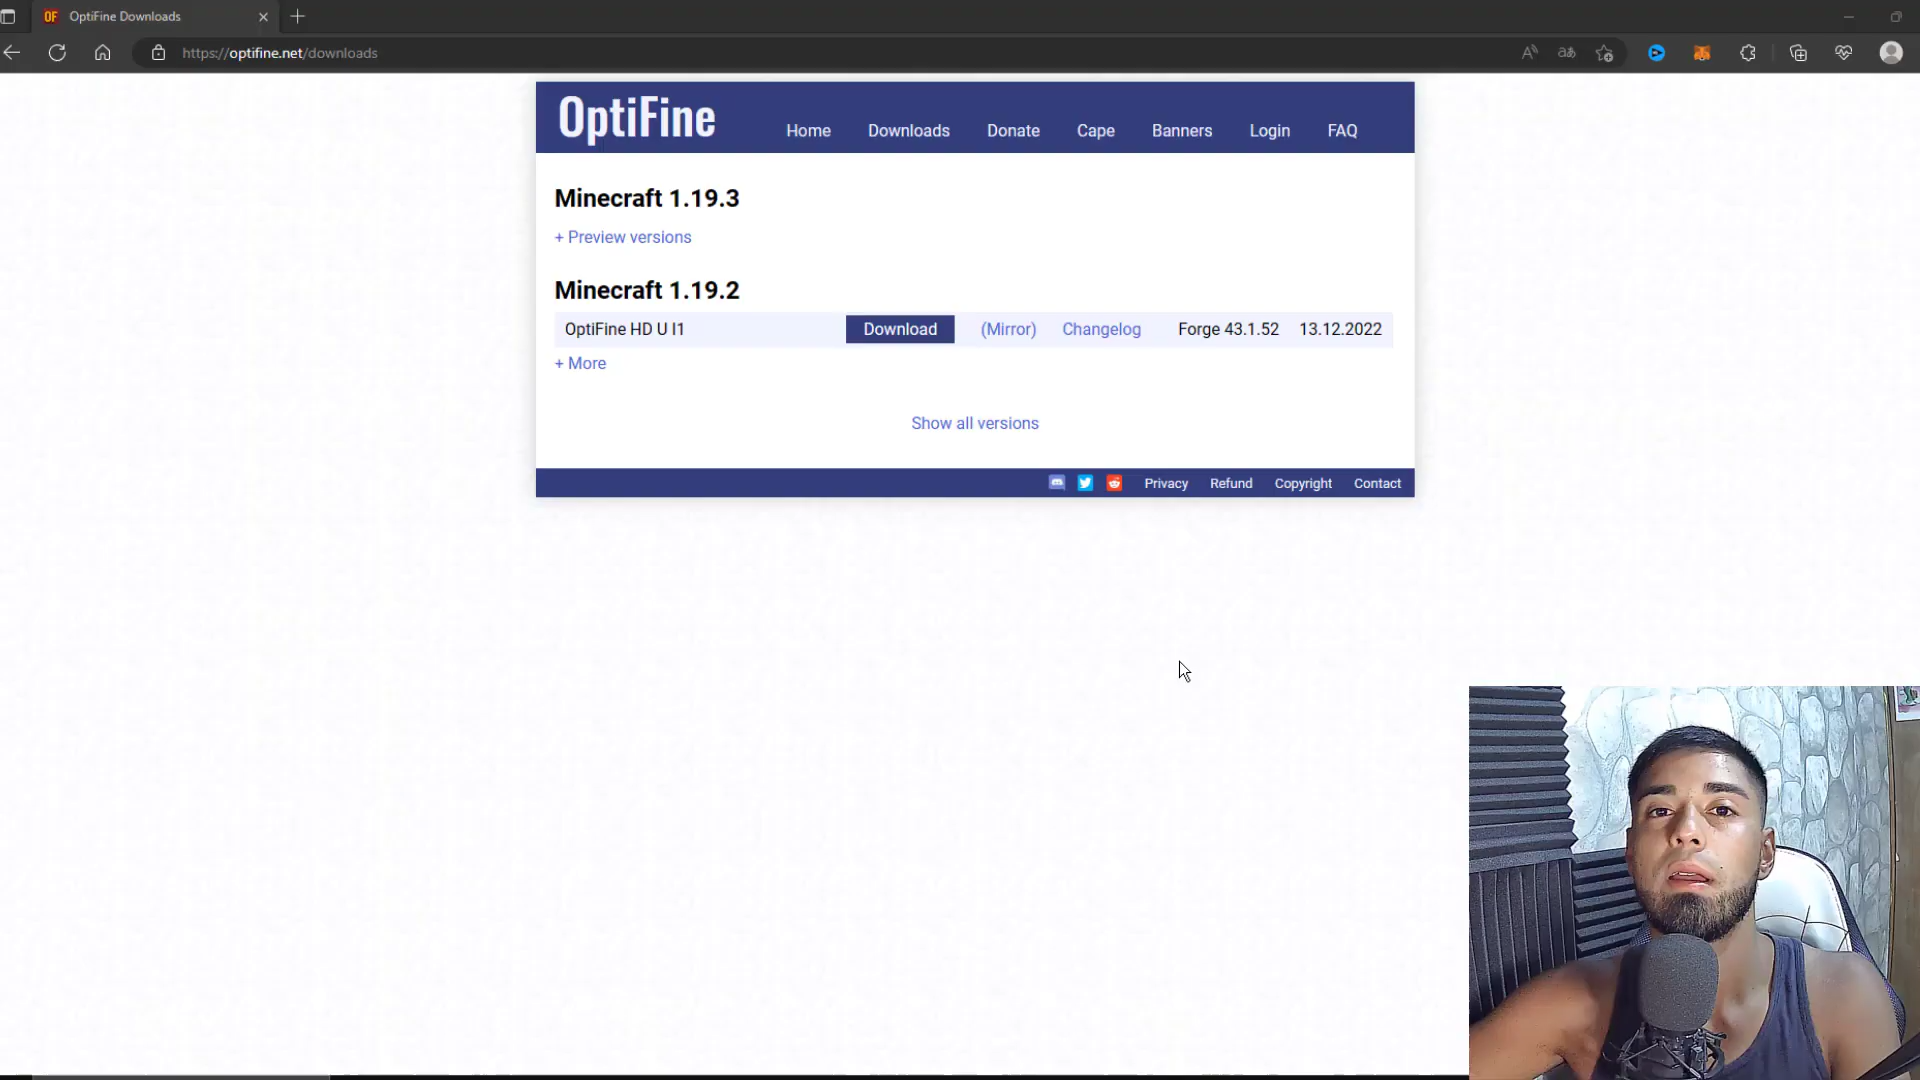 OF OptiFine Downloads
https://optifine.net/downloads
OptiFine
Home Downloads Donate Cape Banners Login FAQ
Minecraft 1.19.3
+ Preview versions
Minecraft 1.19.2
OptiFine HD U I1 Download (Mirror) Changelog Forge 43.1.52 13.12.2022
+ More
Show all versions
Privacy Refund Copyright Contact